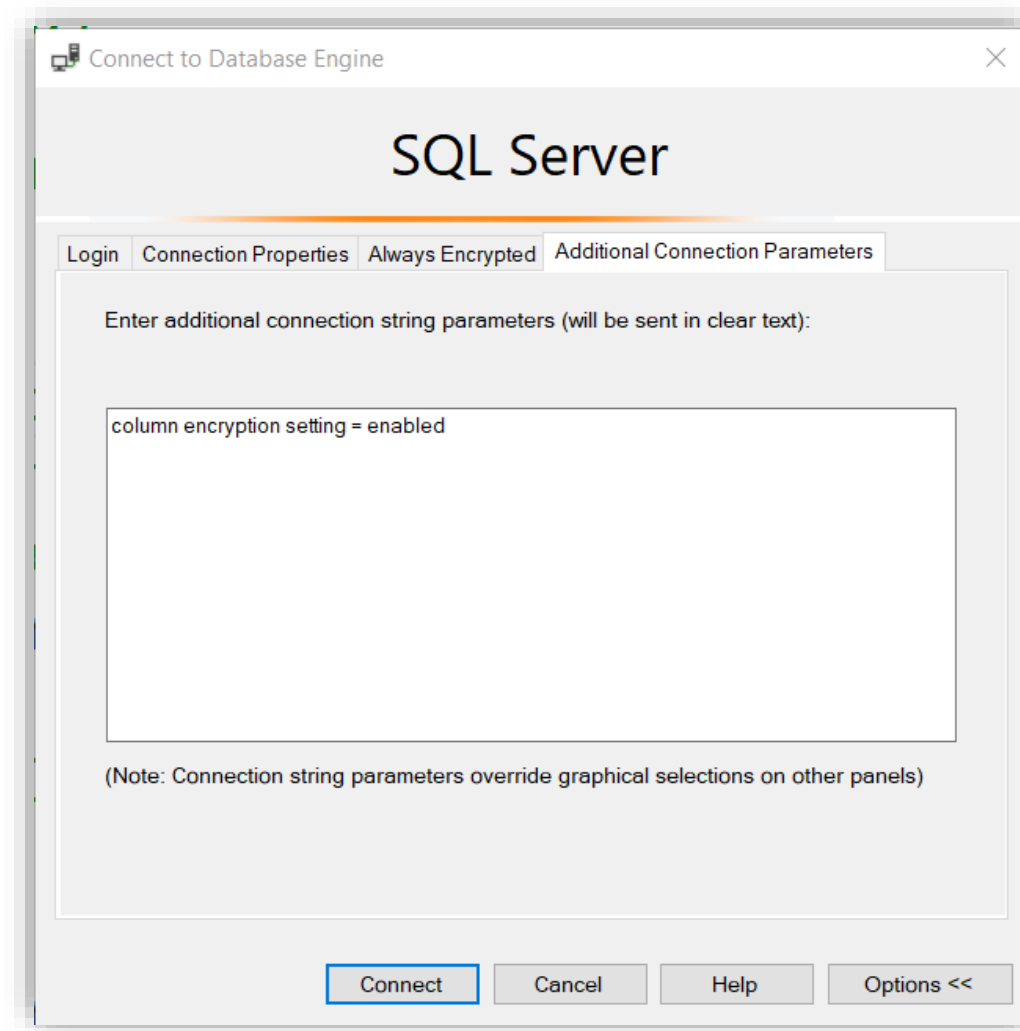 Connect to Database Engine
SQL Server
Login Connection Properties Always Encrypted Additional Connection Parameters
Enter additional connection string parameters (will be sent in clear text):
column encryption setting = enabled
(Note: Connection string parameters override graphical selections on other panels)
Connect Cancel Help Options <<